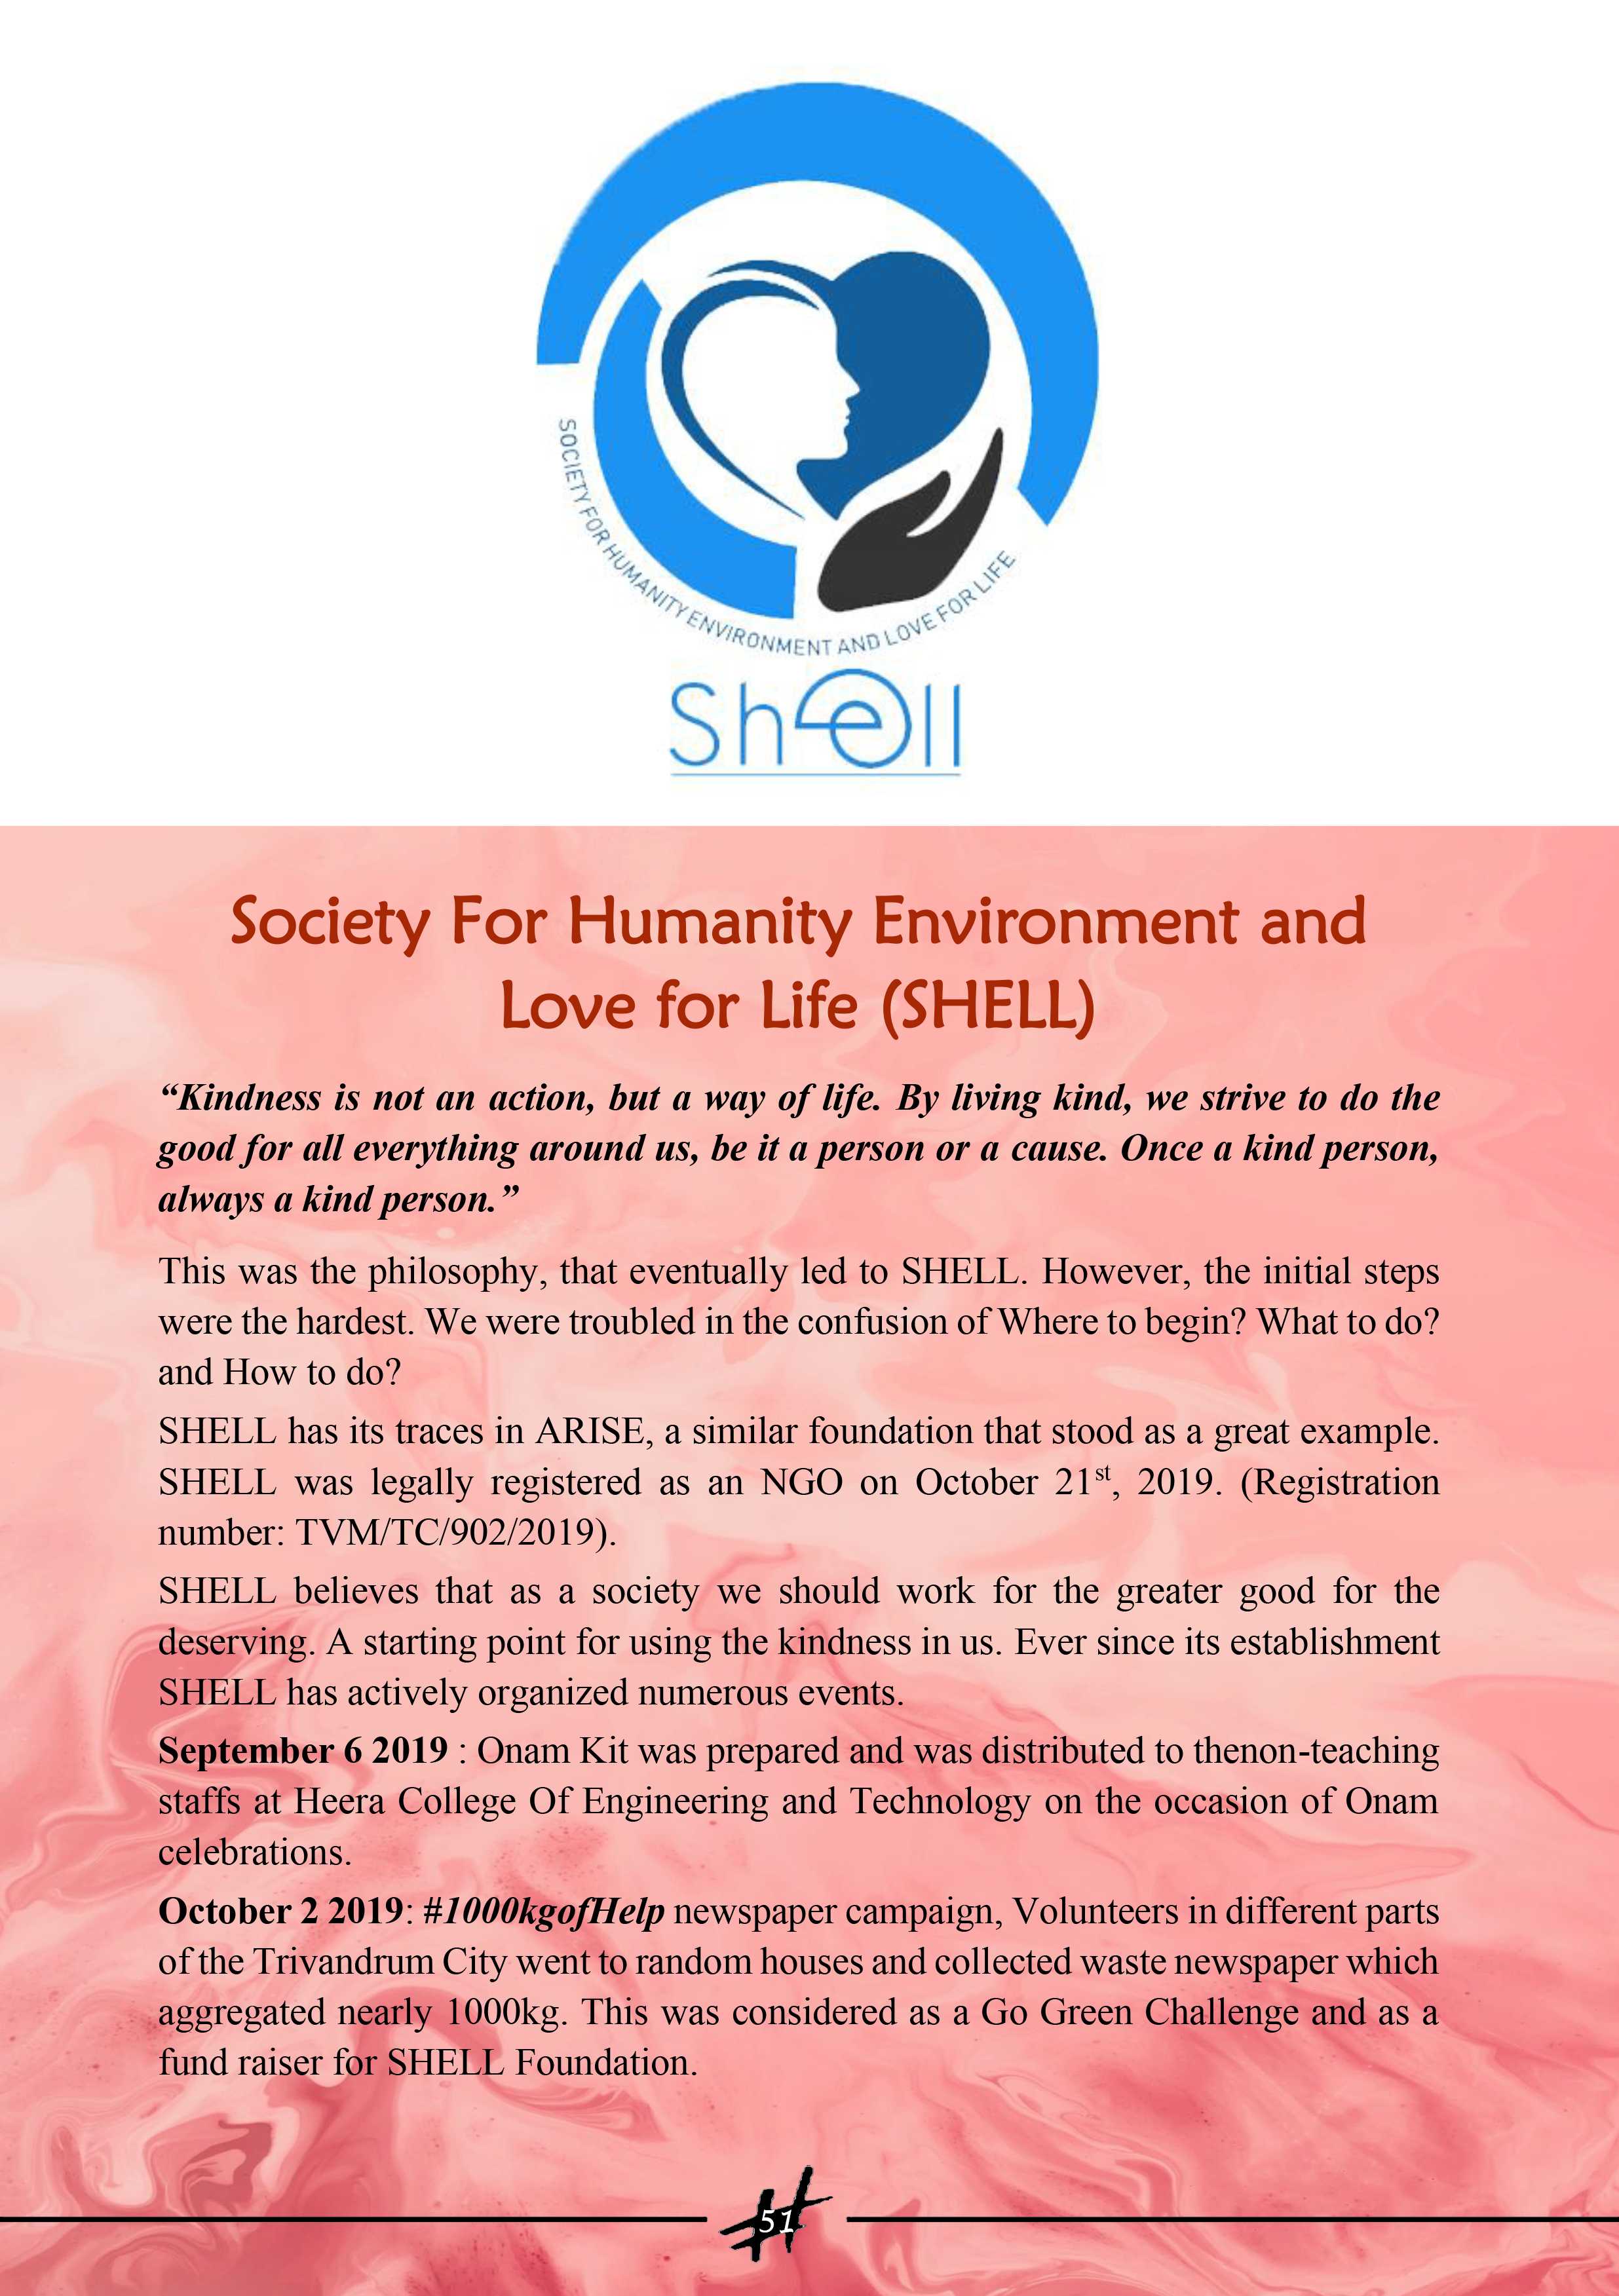 SOCIETY FOR HUMANITY ENVIRONMENT AND LOVE FOR LIFE
Shell
Society For Humanity Environment and
Love for Life (SHELL)
“Kindness is not an action, but a way of life. By living kind, we strive to do the
good for all everything around us, be it a person or a cause. Once a kind person,
always a kind person.”
This was the philosophy, that eventually led to SHELL. However, the initial steps
were the hardest. We were troubled in the confusion of Where to begin? What to do?
and How to do?
SHELL has its traces in ARISE, a similar foundation that stood as a great example.
SHELL was legally registered as an NGO on October 21st, 2019. (Registration
number: TVM/TC/902/2019).
SHELL believes that as a society we should work for the greater good for the
deserving. A starting point for using the kindness in us. Ever since its establishment
SHELL has actively organized numerous events.
September 6 2019 : Onam Kit was prepared and was distributed to thenon-teaching
staffs at Heera College Of Engineering and Technology on the occasion of Onam
celebrations.
October 2 2019: #1000kgofHelp newspaper campaign, Volunteers in different parts
of the Trivandrum City went to random houses and collected waste newspaper which
aggregated nearly 1000kg. This was considered as a Go Green Challenge and as a
fund raiser for SHELL Foundation.
51